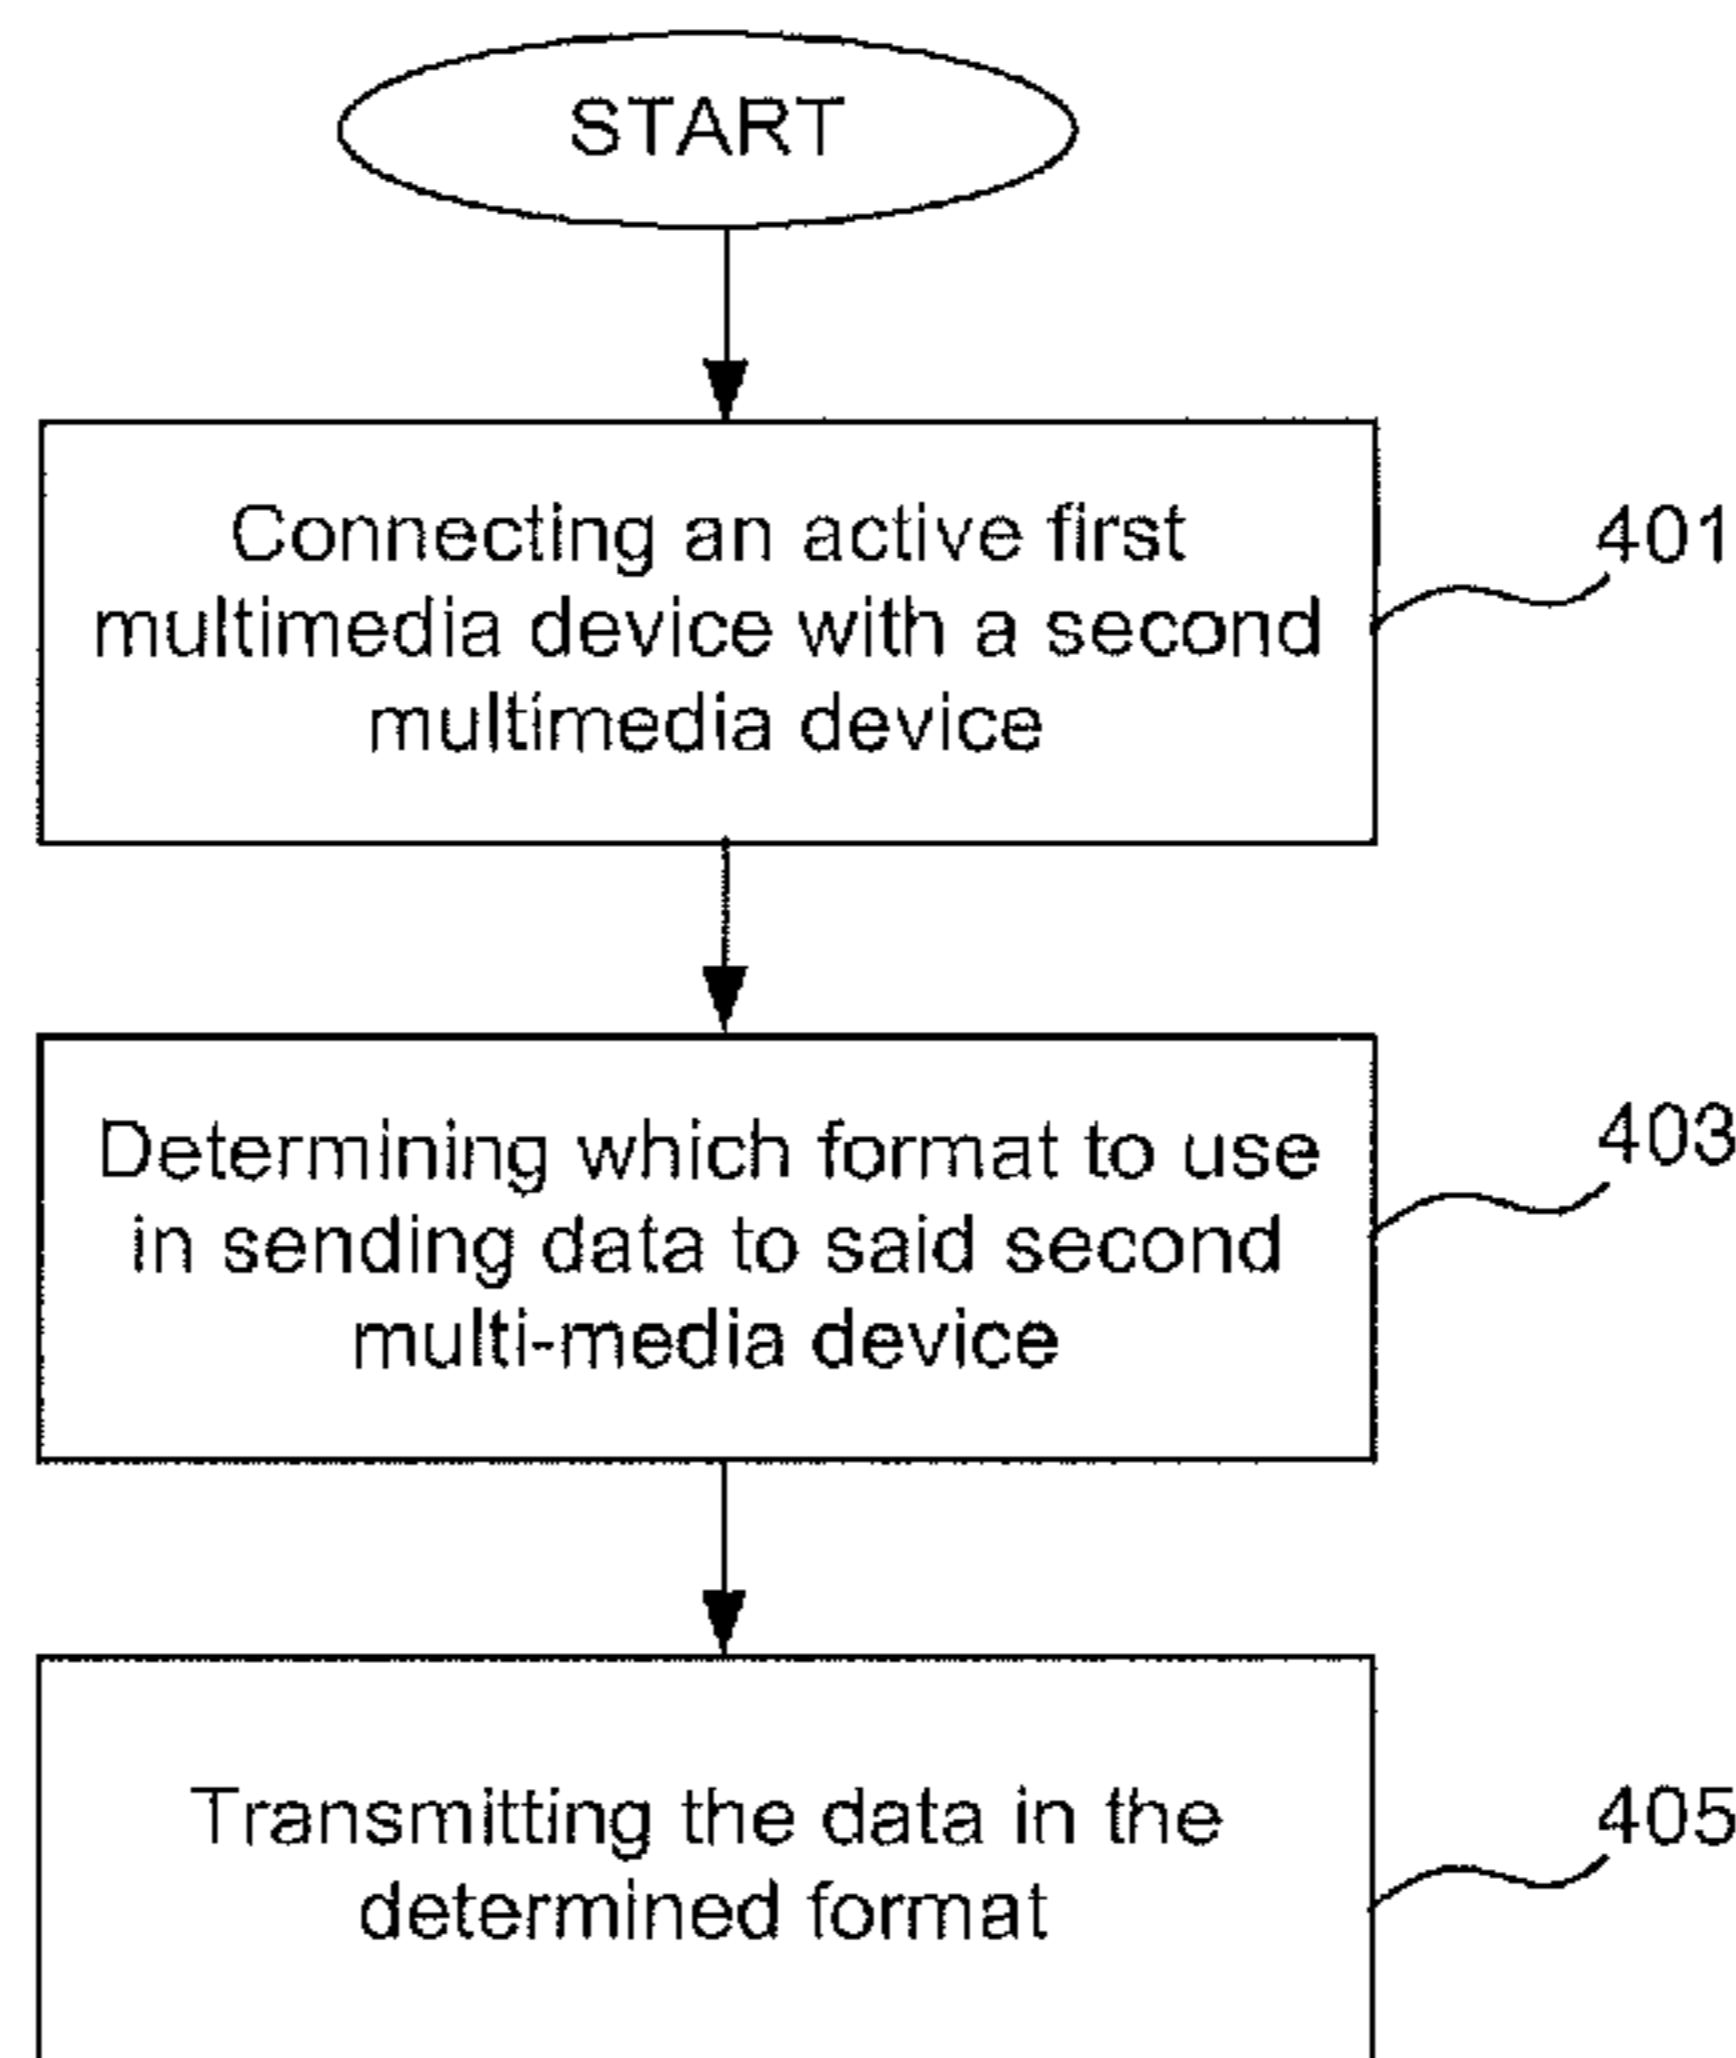 START
Connecting an active first
multimedia device with a second
multimedia device
401
Determining which format to use
in sending data to said second
multi-media device
403
Transmitting the data in the
determined format
405